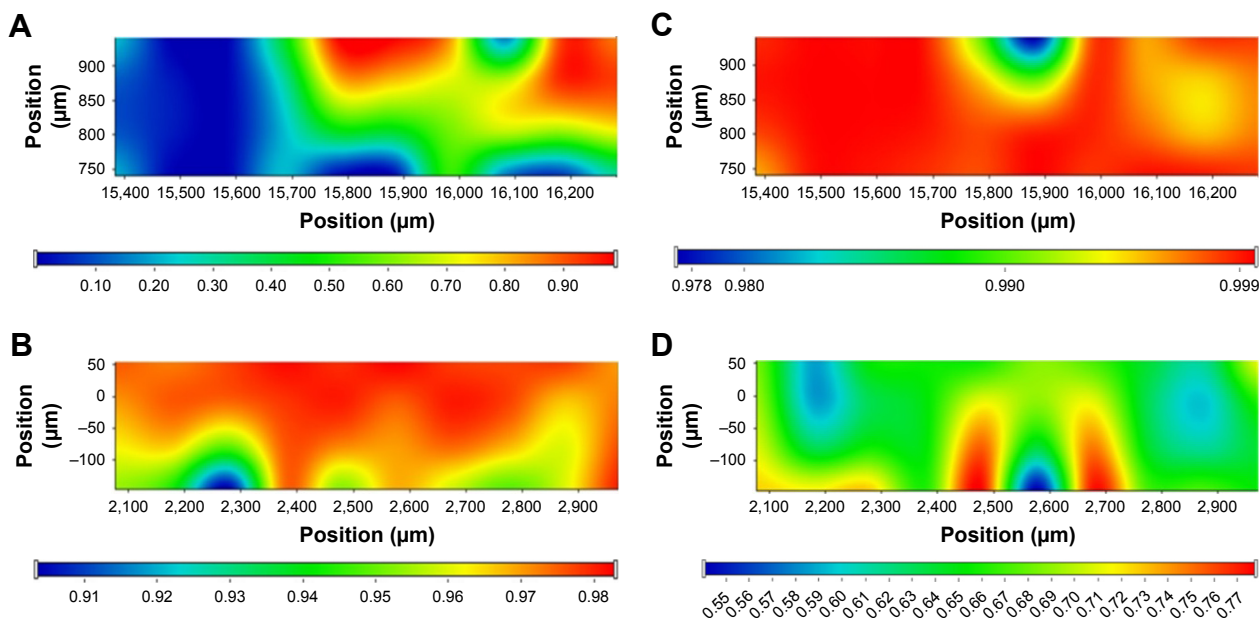 A
Position
(µm)
900
850
800
750
15,400 15,500 15,600 15,700 15,800 15,900 16,000 16,100 16,200
Position (µm)
0.10 0.20 0.30 0.40 0.50 0.60 0.70 0.80 0.90
C
Position
(µm)
900
850
800
750
15,400 15,500 15,600 15,700 15,800 15,900 16,000 16,100 16,200
Position (µm)
0.978 0.980 0.990 0.999
B
Position
(µm)
50
0
–50
–100
2,100 2,200 2,300 2,400 2,500 2,600 2,700 2,800 2,900
Position (µm)
0.91 0.92 0.93 0.94 0.95 0.96 0.97 0.98
D
Position
(µm)
50
0
–50
–100
2,100 2,200 2,300 2,400 2,500 2,600 2,700 2,800 2,900
Position (µm)
0.55 0.56 0.57 0.58 0.59 0.60 0.61 0.62 0.63 0.64 0.65 0.66 0.67 0.68 0.69 0.70 0.71 0.72 0.73 0.74 0.75 0.76 0.77